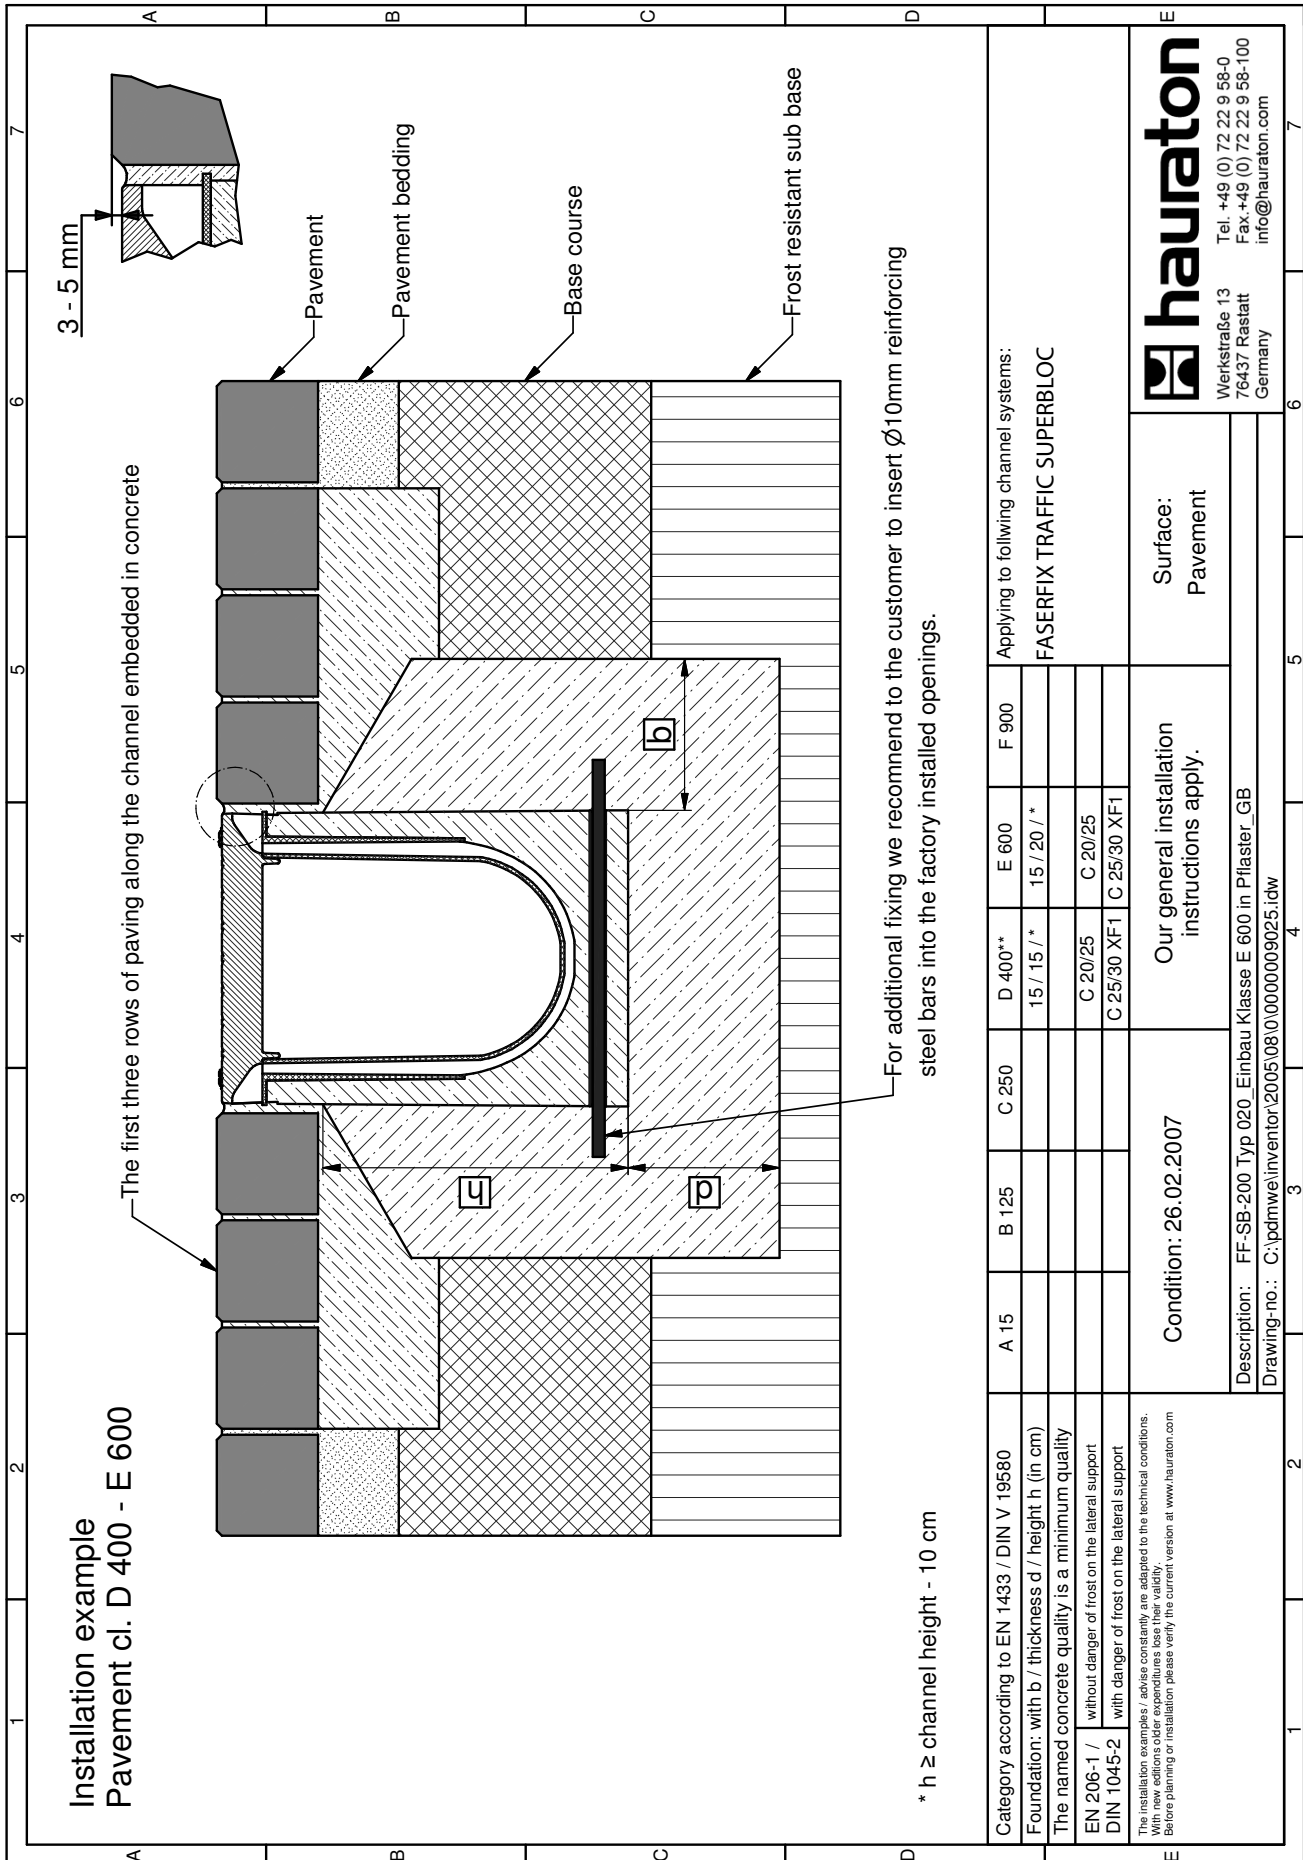 1 2 3 4 5 6 7
A
B
C
D
E
Installation example
Pavement cl. D 400 - E 600
The first three rows of paving along the channel embedded in concrete
3 - 5 mm
Pavement
Pavement bedding
Base course
Frost resistant sub base
h
d
b
For additional fixing we recomnend to the customer to insert Ø10mm reinforcing
steel bars into the factory installed openings.
* h ≥ channel height - 10 cm
Category according to EN 1433 / DIN V 19580 A 15 B 125 C 250 D 400** E 600 F 900
Foundation: with b / thickness d / height h (in cm) 15 / 15 / * 15 / 20 / *
The named concrete quality is a minimum quality
EN 206-1 /
DIN 1045-2
without danger of frost on the lateral support C 20/25 C 20/25
with danger of frost on the lateral support C 25/30 XF1 C 25/30 XF1
Applying to follwing channel systems:
FASERFIX TRAFFIC SUPERBLOC
The installation examples / advise constantly are adapted to the technical conditions.
With new editions older expenditures lose their validity.
Before planning or installation please verify the current version at www.hauraton.com
Condition: 26.02.2007
Our general installation
instructions apply.
Surface:
Pavement
hauraton
Werkstraße 13
76437 Rastatt
Germany
Tel. +49 (0) 72 22 9 58-0
Fax.+49 (0) 72 22 9 58-100
info@hauraton.com
Description: FF-SB-200 Typ 020_Einbau Klasse E 600 in Pflaster_GB
Drawing-no.: C:\pdmwe\inventor\2005\08\0\0000009025.idw
A
B
C
D
E
1 2 3 4 5 6 7